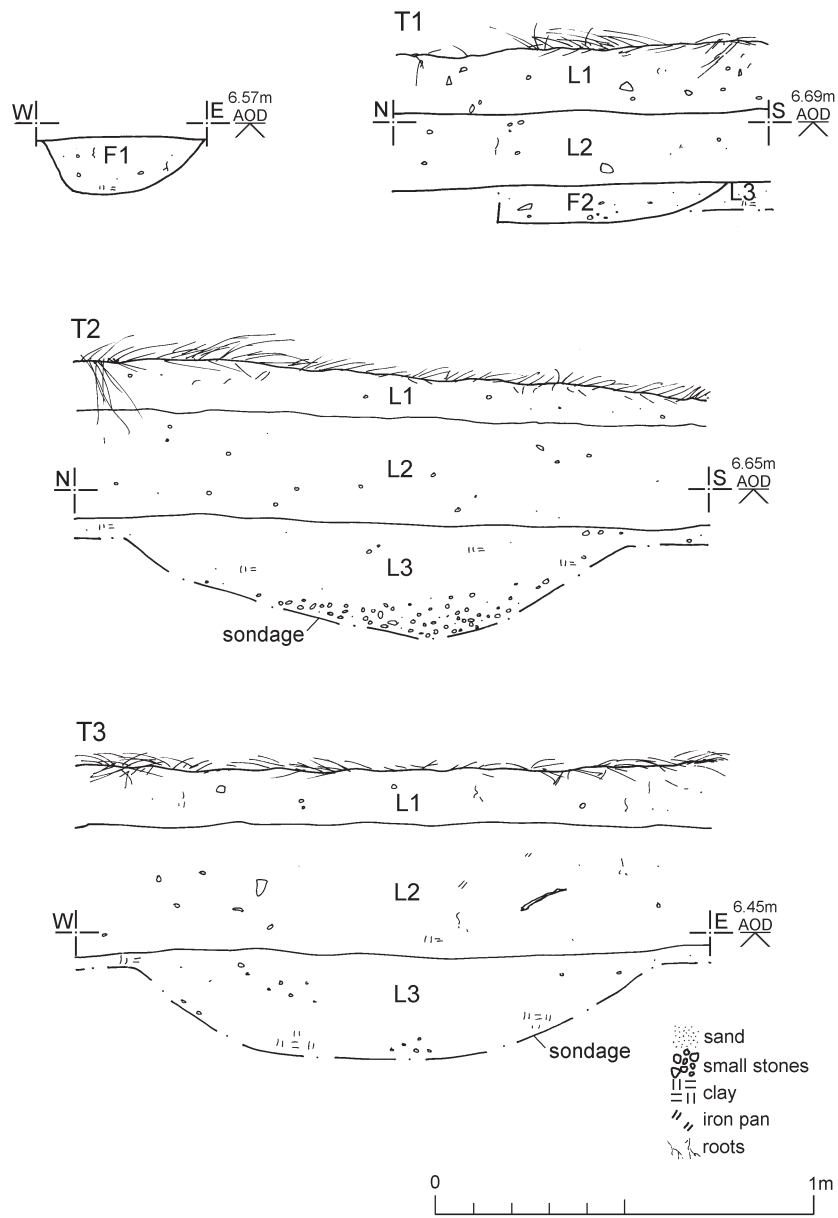 T1
L1
N
S
6.69m
AOD
L2
F2
L3
W
E
6.57m
AOD
F1
T2
L1
L2
N
S
6.65m
AOD
L3
sondage
T3
L1
L2
W
E
6.45m
AOD
L3
sondage
sand
small stones
clay
iron pan
roots
0
1m